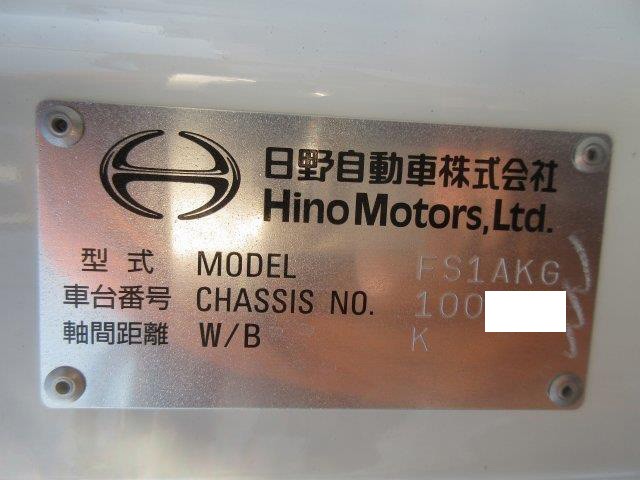 日野自動車株式会社
Hino Motors, Ltd.
型式 MODEL FS1AKG
車台番号 CHASSIS NO. 100
軸間距離 W/B K